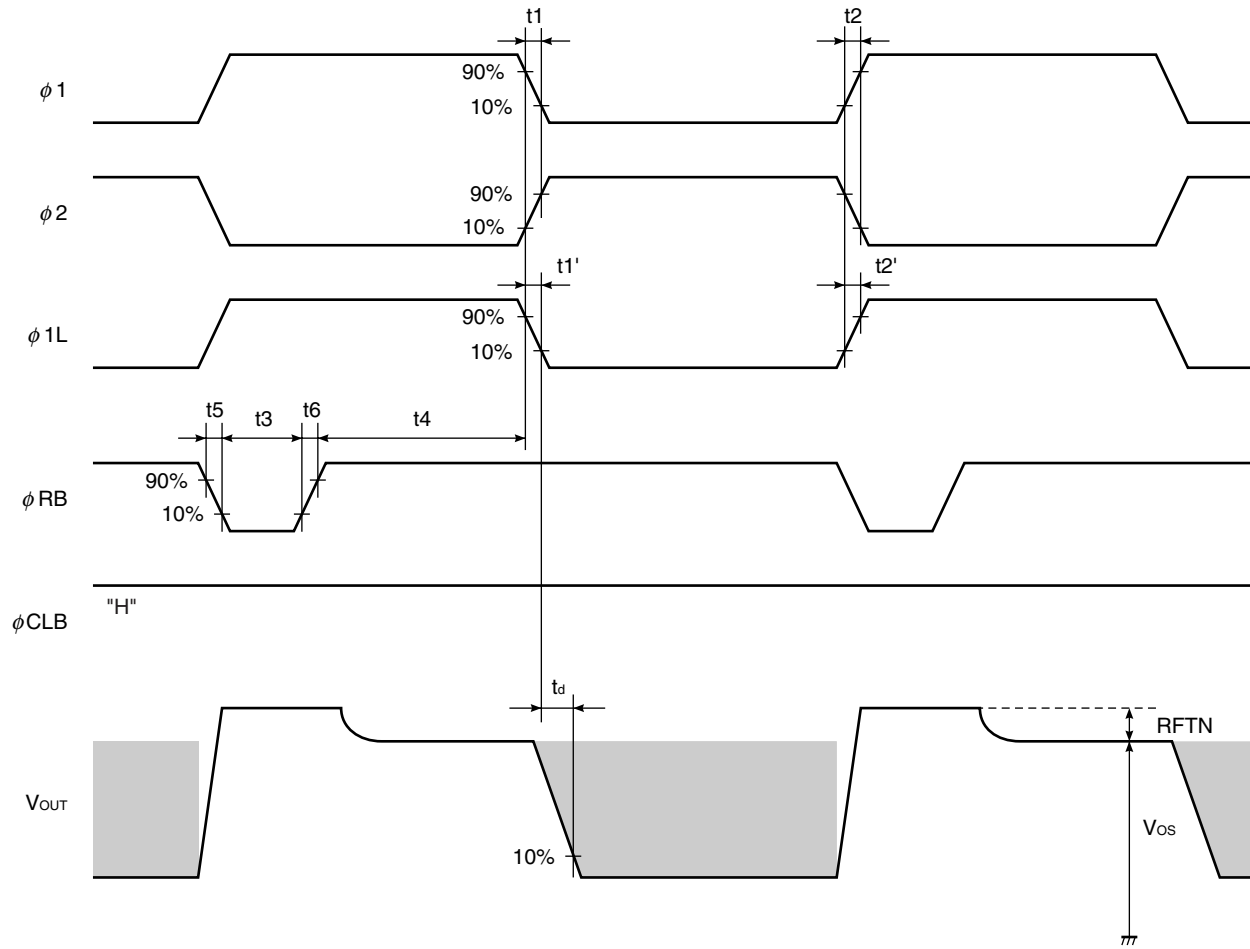 t1 t2
90%
ϕ1
10%
90%
ϕ2
10%
t1' t2'
90%
ϕ1L
10%
t5 t3 t6 t4
90%
ϕRB
10%
"H"
ϕCLB
td
RFTN
VOUT
VOS
10%